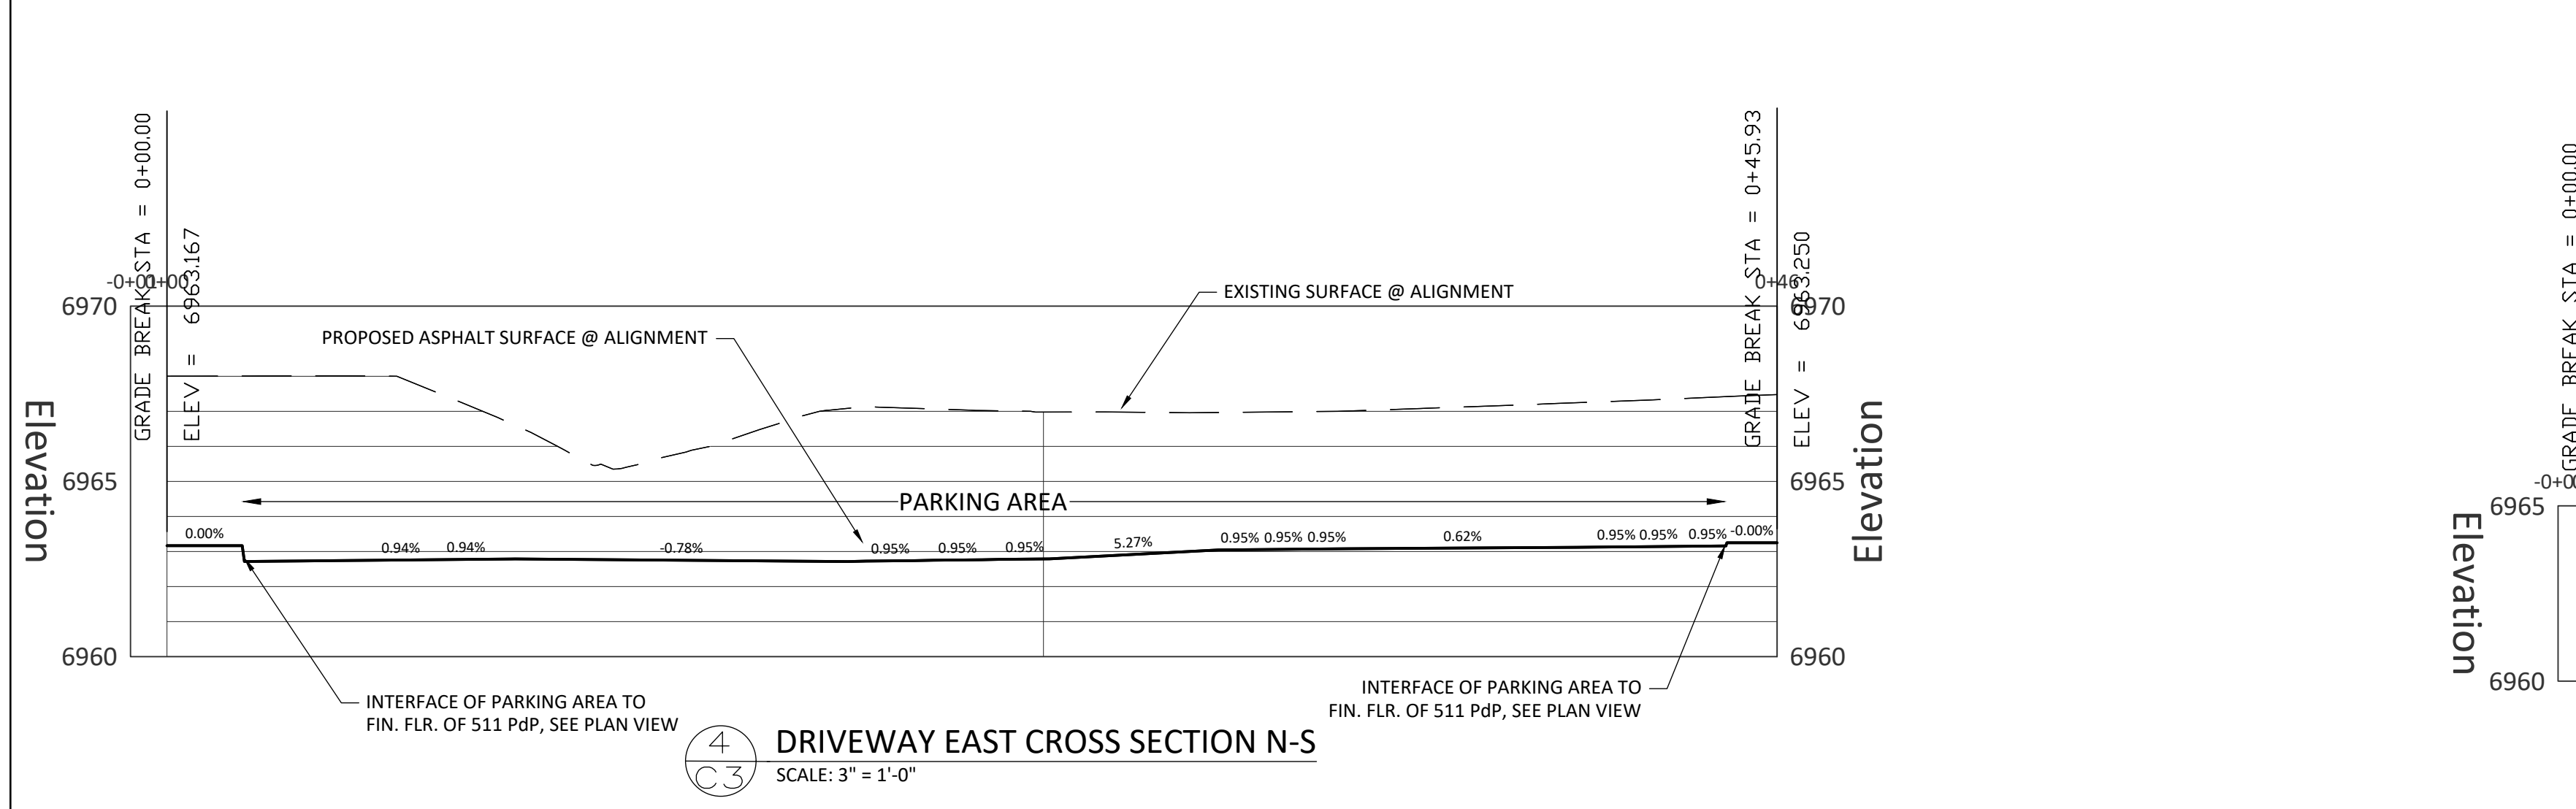 GRADE BREAK STA = 0+00.00
ELEV = 6963.167
GRADE BREAK STA = 0+45.93
ELEV = 6963.250
GRADE BREAK STA = 0+00.00
-0+01
0+00
0+46
6970
6970
EXISTING SURFACE @ ALIGNMENT
PROPOSED ASPHALT SURFACE @ ALIGNMENT
Elevation
Elevation
6965
6965
PARKING AREA
0.00% 0.94% 0.94% -0.78% 0.95% 0.95% 0.95% 5.27% 0.95% 0.95% 0.95% 0.62% 0.95% 0.95% 0.95% -0.00%
6960
6960
INTERFACE OF PARKING AREA TO
FIN. FLR. OF 511 PdP, SEE PLAN VIEW
INTERFACE OF PARKING AREA TO
FIN. FLR. OF 511 PdP, SEE PLAN VIEW
4
C3
DRIVEWAY EAST CROSS SECTION N-S
SCALE: 3" = 1'-0"
6965
Elevation
6960